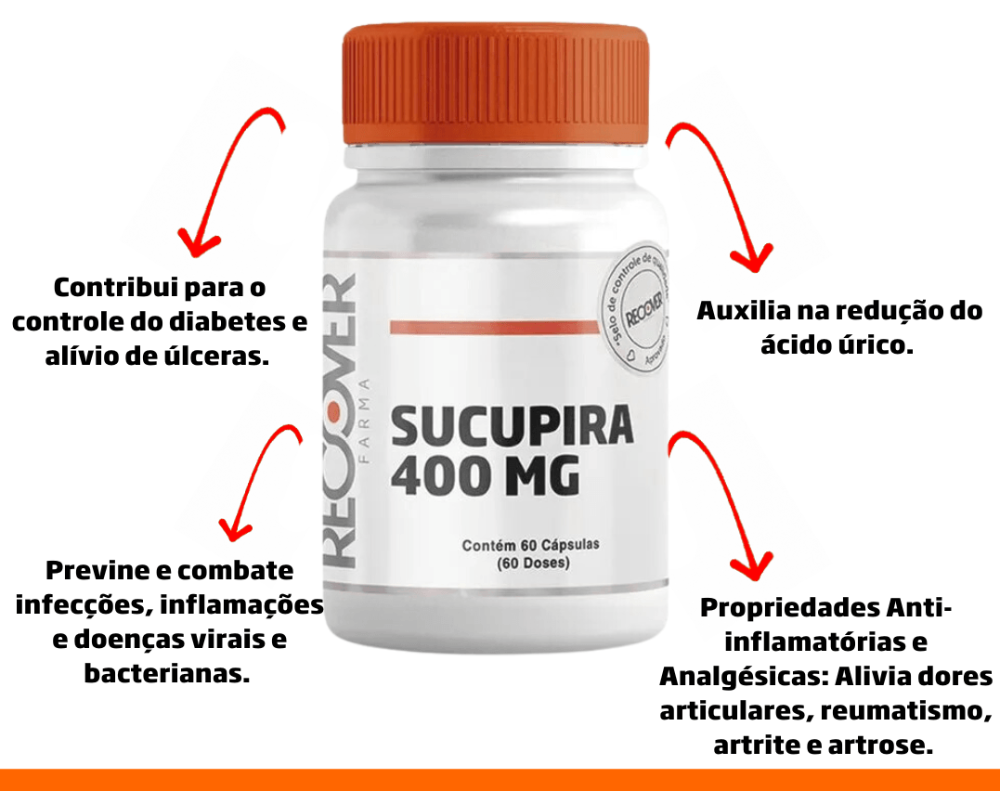 Contribui para o
controle do diabetes e
alívio de úlceras.
Auxilia na redução do
ácido úrico.
RECOVER
FARMA
"Selo de controle de
RECOVER
Aprovado
SUCUPIRA
400 MG
Contém 60 Cápsulas
(60 Doses)
Previne e combate
infecções, inflamações
e doenças virais e
bacterianas.
Propriedades Anti-
inflamatórias e
Analgésicas: Alivia dores
articulares, reumatismo,
artrite e artrose.